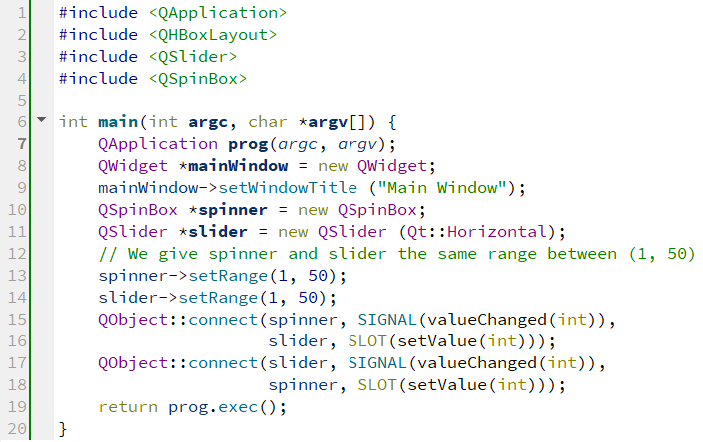 1 #include <QApplication>
2 #include <QHBoxLayout>
3 #include <QSlider>
4 #include <QSpinBox>
5
6 int main(int argc, char *argv[]) {
7     QApplication prog(argc, argv);
8     QWidget *mainWindow = new QWidget;
9     mainWindow->setWindowTitle ("Main Window");
10     QSpinBox *spinner = new QSpinBox;
11     QSlider *slider = new QSlider (Qt::Horizontal);
12     // We give spinner and slider the same range between (1, 50)
13     spinner->setRange(1, 50);
14     slider->setRange(1, 50);
15     QObject::connect(spinner, SIGNAL(valueChanged(int)),
16                      slider, SLOT(setValue(int)));
17     QObject::connect(slider, SIGNAL(valueChanged(int)),
18                      spinner, SLOT(setValue(int)));
19     return prog.exec();
20 }